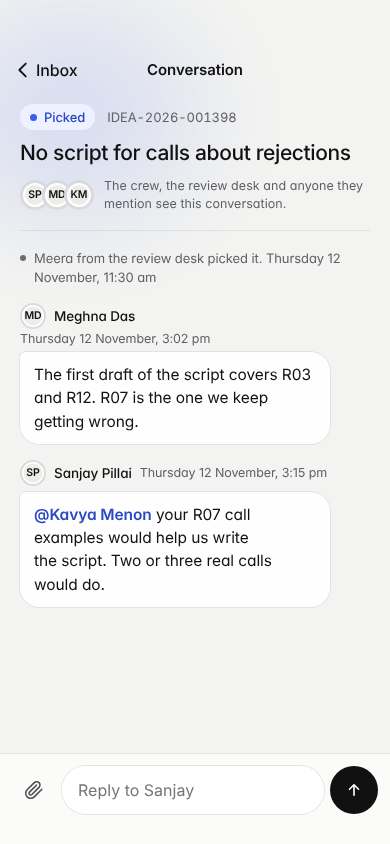 Inbox
Conversation
Picked
IDEA-2026-001398
No script for calls about rejections
SP
MD
KM
The crew, the review desk and anyone they
mention see this conversation.
Meera from the review desk picked it. Thursday 12
November, 11:30 am
MD
Meghna Das
Thursday 12 November, 3:02 pm
The first draft of the script covers R03
and R12. R07 is the one we keep
getting wrong.
SP
Sanjay Pillai
Thursday 12 November, 3:15 pm
@Kavya Menon your R07 call
examples would help us write
the script. Two or three real calls
would do.
Reply to Sanjay